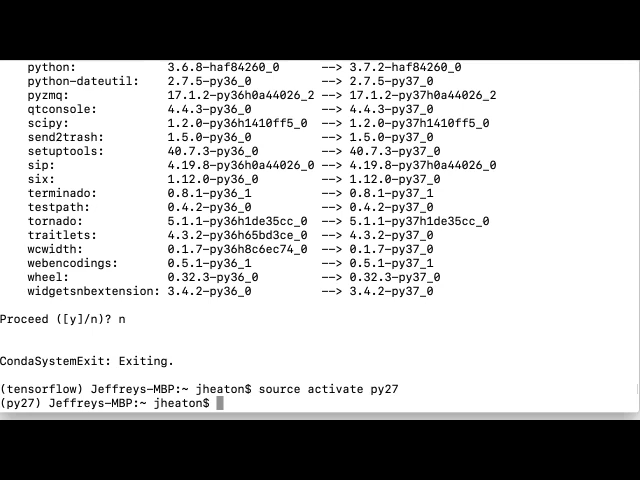 python: 3.6.8-haf84260_0 --> 3.7.2-haf84260_0
python-dateutil: 2.7.5-py36_0 --> 2.7.5-py37_0
pyzmq: 17.1.2-py36h0a44026_2 --> 17.1.2-py37h0a44026_2
qtconsole: 4.4.3-py36_0 --> 4.4.3-py37_0
scipy: 1.2.0-py36h1410ff5_0 --> 1.2.0-py37h1410ff5_0
send2trash: 1.5.0-py36_0 --> 1.5.0-py37_0
setuptools: 40.7.3-py36_0 --> 40.7.3-py37_0
sip: 4.19.8-py36h0a44026_0 --> 4.19.8-py37h0a44026_0
six: 1.12.0-py36_0 --> 1.12.0-py37_0
terminado: 0.8.1-py36_1 --> 0.8.1-py37_1
testpath: 0.4.2-py36_0 --> 0.4.2-py37_0
tornado: 5.1.1-py36h1de35cc_0 --> 5.1.1-py37h1de35cc_0
traitlets: 4.3.2-py36h65bd3ce_0 --> 4.3.2-py37_0
wcwidth: 0.1.7-py36h8c6ec74_0 --> 0.1.7-py37_0
webencodings: 0.5.1-py36_1 --> 0.5.1-py37_1
wheel: 0.32.3-py36_0 --> 0.32.3-py37_0
widgetsnbextension: 3.4.2-py36_0 --> 3.4.2-py37_0
Proceed ([y]/n)? n
CondaSystemExit: Exiting.
(tensorflow) Jeffreys-MBP:~ jheaton$ source activate py27
(py27) Jeffreys-MBP:~ jheaton$